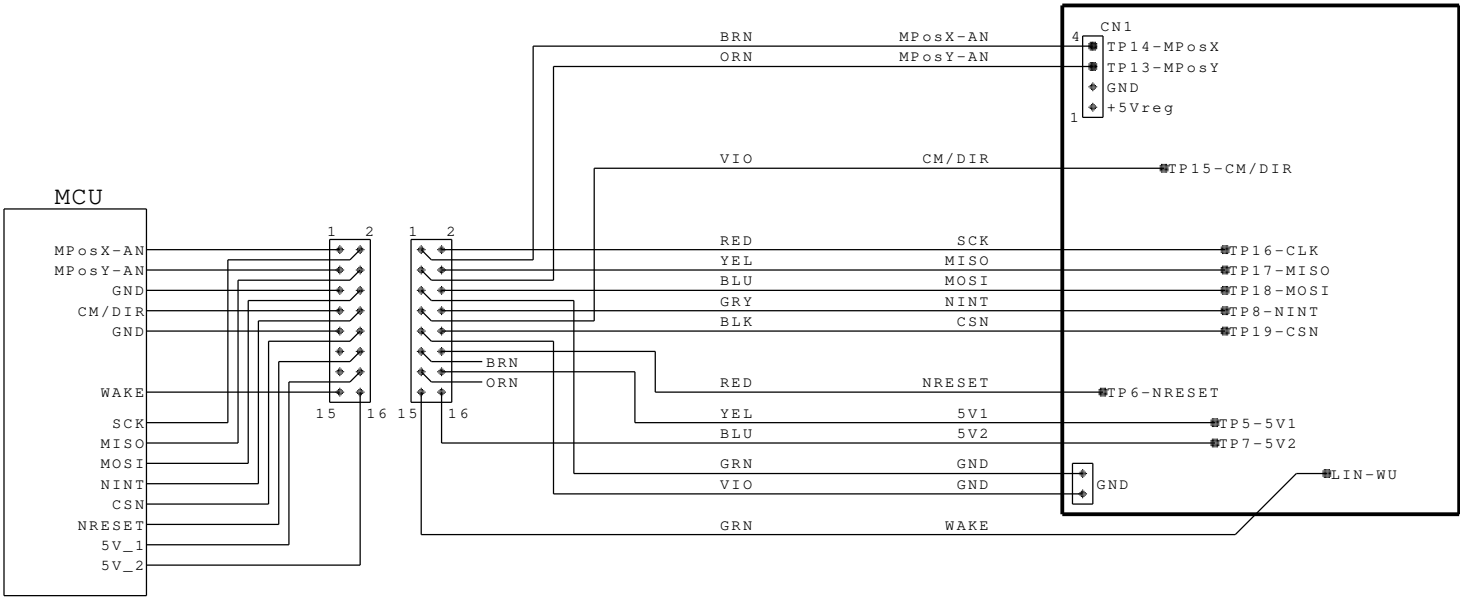 CN1
BRN MPosX-AN 4 TP14-MPosX
ORN MPosY-AN TP13-MPosY
GND
1 +5Vreg
VIO CM/DIR TP15-CM/DIR
MCU
1 2 1 2
MPosX-AN RED SCK TP16-CLK
MPosY-AN YEL MISO TP17-MISO
GND BLU MOSI TP18-MOSI
CM/DIR GRY NINT TP8-NINT
GND BLK CSN TP19-CSN
BRN
ORN
WAKE RED NRESET TP6-NRESET
15 16 15 16
SCK YEL 5V1 TP5-5V1
MISO BLU 5V2 TP7-5V2
MOSI GRN GND LIN-WU
NINT VIO GND GND
CSN
NRESET GRN WAKE
5V_1
5V_2